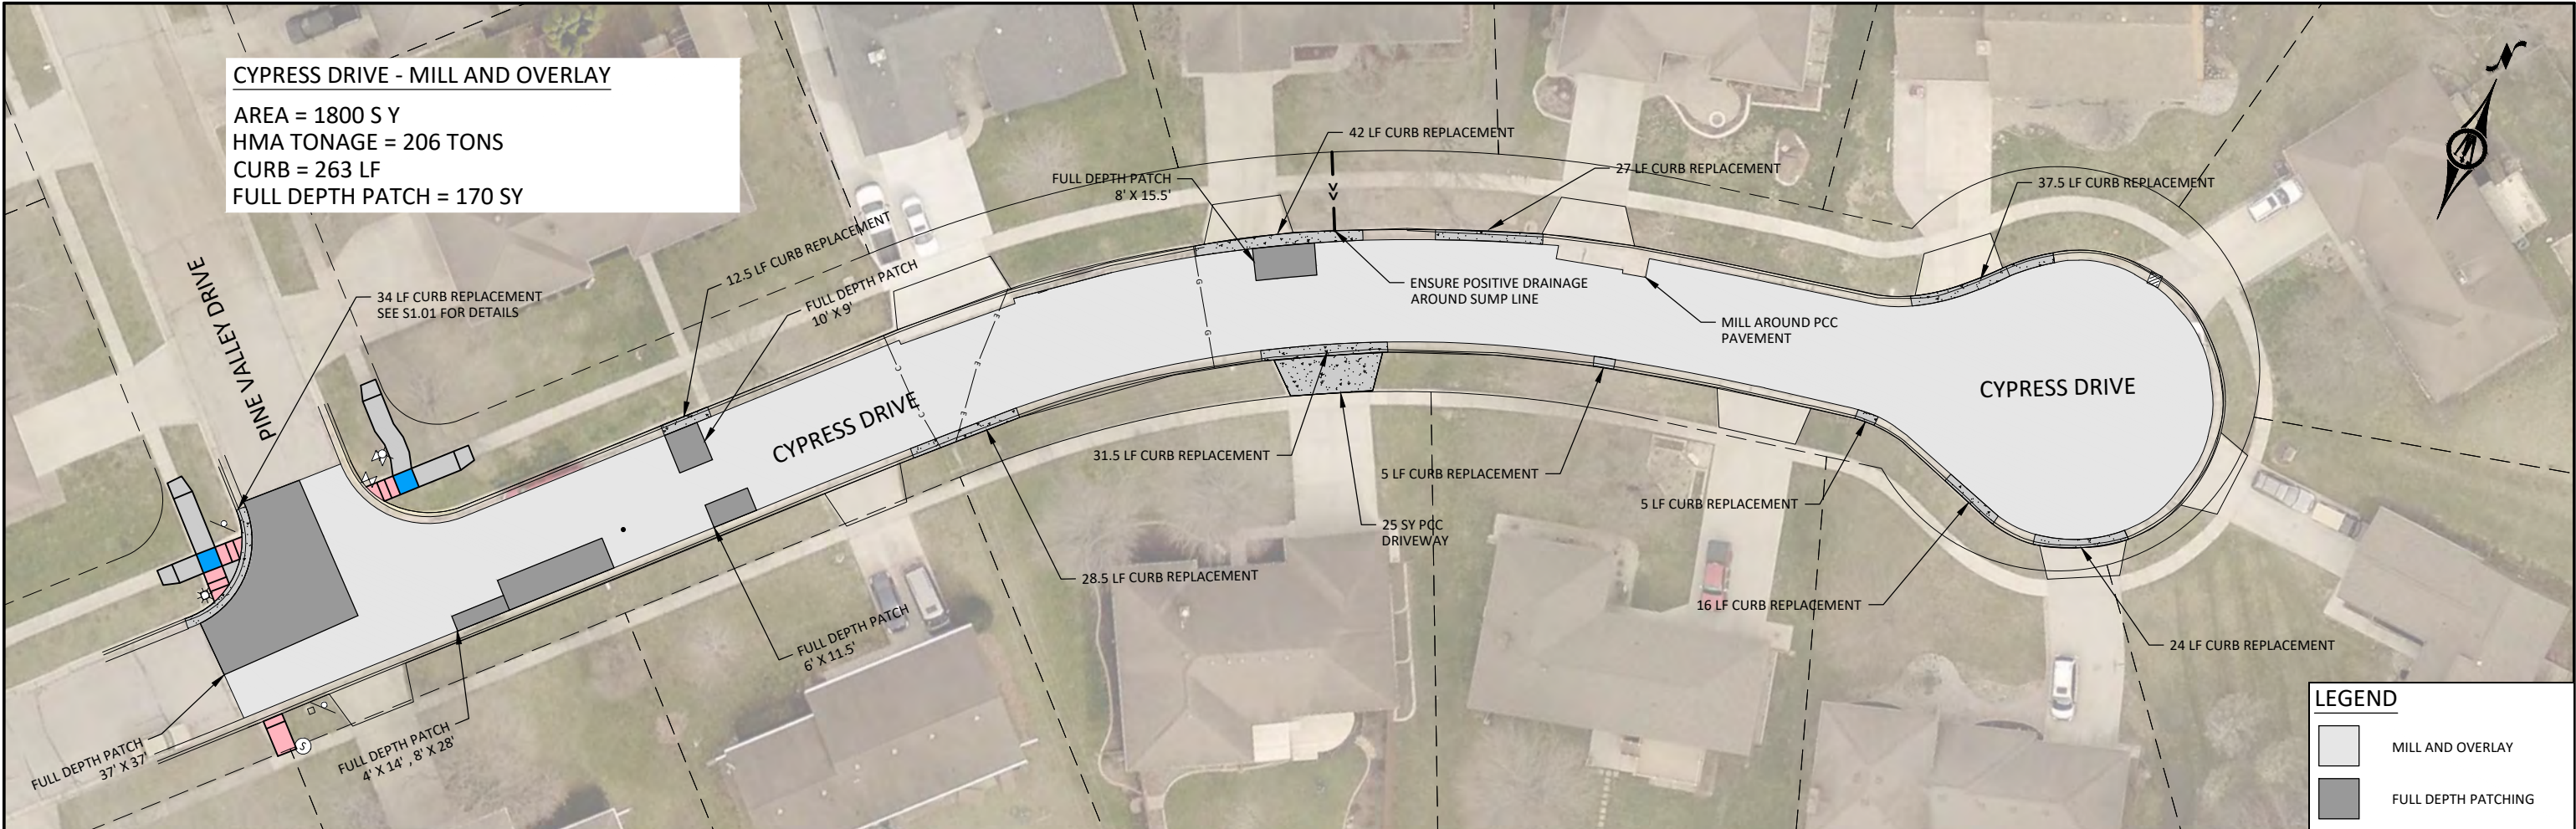 CYPRESS DRIVE - MILL AND OVERLAY
AREA = 1800 S Y
HMA TONAGE = 206 TONS
CURB = 263 LF
FULL DEPTH PATCH = 170 SY
N
42 LF CURB REPLACEMENT
27 LF CURB REPLACEMENT
FULL DEPTH PATCH
8' X 15.5'
37.5 LF CURB REPLACEMENT
12.5 LF CURB REPLACEMENT
FULL DEPTH PATCH
10' X 9'
PINE VALLEY DRIVE
34 LF CURB REPLACEMENT
SEE S1.01 FOR DETAILS
ENSURE POSITIVE DRAINAGE
AROUND SUMP LINE
MILL AROUND PCC
PAVEMENT
G
G
E
E
C
C
CYPRESS DRIVE
CYPRESS DRIVE
31.5 LF CURB REPLACEMENT
5 LF CURB REPLACEMENT
5 LF CURB REPLACEMENT
25 SY PCC
DRIVEWAY
28.5 LF CURB REPLACEMENT
16 LF CURB REPLACEMENT
24 LF CURB REPLACEMENT
FULL DEPTH PATCH
6' X 11.5'
FULL DEPTH PATCH
4' X 14' , 8' X 28'
FULL DEPTH PATCH
37' X 37'
S
LEGEND
MILL AND OVERLAY
FULL DEPTH PATCHING